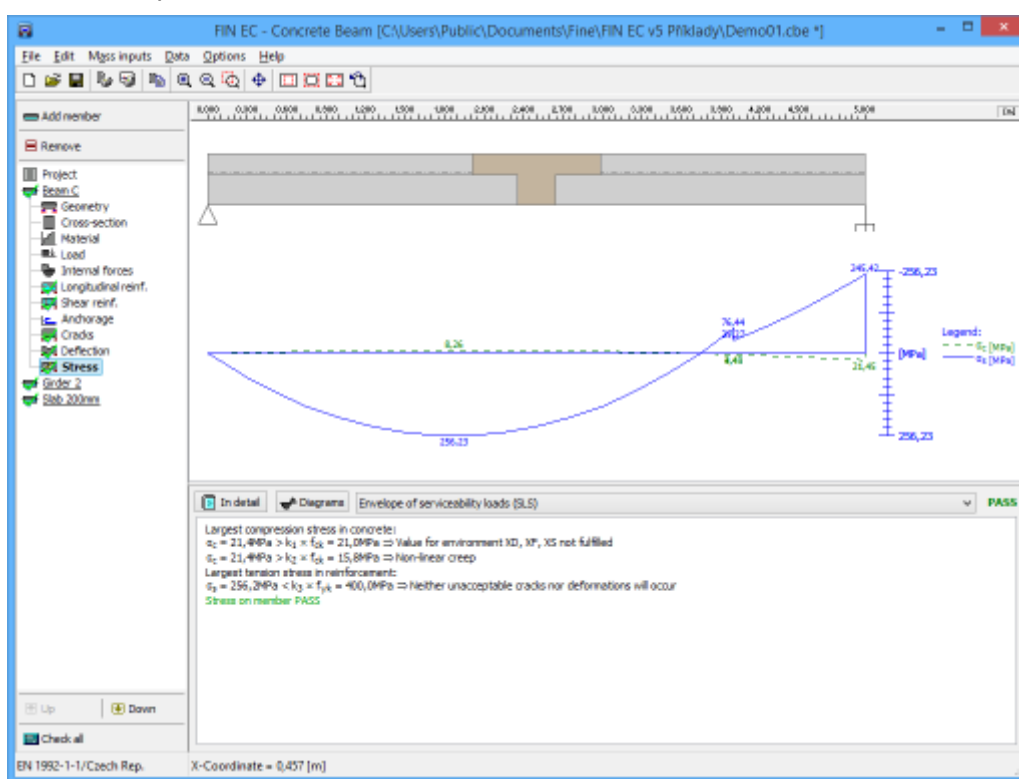 FIN EC - Concrete Beam [C:\Users\Public\Documents\Fine\FIN EC v5 Příklady\Demo01.cbe *]
File Edit Mass inputs Data Options Help
Add member
Remove
Project
Beam C
Geometry
Cross-section
Material
Load
Internal forces
Longitudinal reinf.
Shear reinf.
Anchorage
Cracks
Deflection
Stress
Girder 2
Slab 200mm
-256,23
76,44
8,26
[MPa]
256,23
256,23
Legend:
σc [MPa]
σs [MPa]
In detail Diagrams Envelope of serviceability loads (SLS) PASS
Largest compression stress in concrete:
σc = 21,4MPa > k1 × fck = 21,0MPa ⇒ Value for environment XD, XF, XS not fulfilled
σc = 21,4MPa > k2 × fck = 15,8MPa ⇒ Non-linear creep
Largest tension stress in reinforcement:
σs = 256,2MPa < k3 × fyk = 400,0MPa ⇒ Neither unacceptable cracks nor deformations will occur
Stress on member PASS
Up Down
Check all
EN 1992-1-1/Czech Rep. X-Coordinate = 0,457 [m]